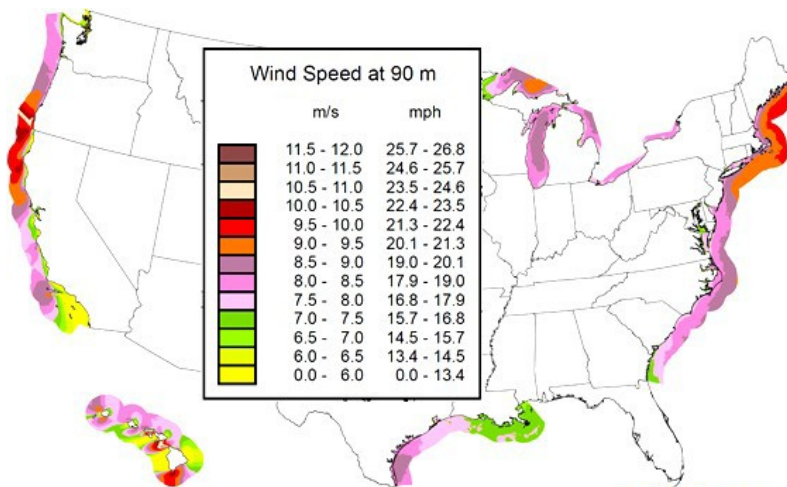 Wind Speed at 90 m
m/s mph
11.5 - 12.0 25.7 - 26.8
11.0 - 11.5 24.6 - 25.7
10.5 - 11.0 23.5 - 24.6
10.0 - 10.5 22.4 - 23.5
9.5 - 10.0 21.3 - 22.4
9.0 - 9.5 20.1 - 21.3
8.5 - 9.0 19.0 - 20.1
8.0 - 8.5 17.9 - 19.0
7.5 - 8.0 16.8 - 17.9
7.0 - 7.5 15.7 - 16.8
6.5 - 7.0 14.5 - 15.7
6.0 - 6.5 13.4 - 14.5
0.0 - 6.0 0.0 - 13.4